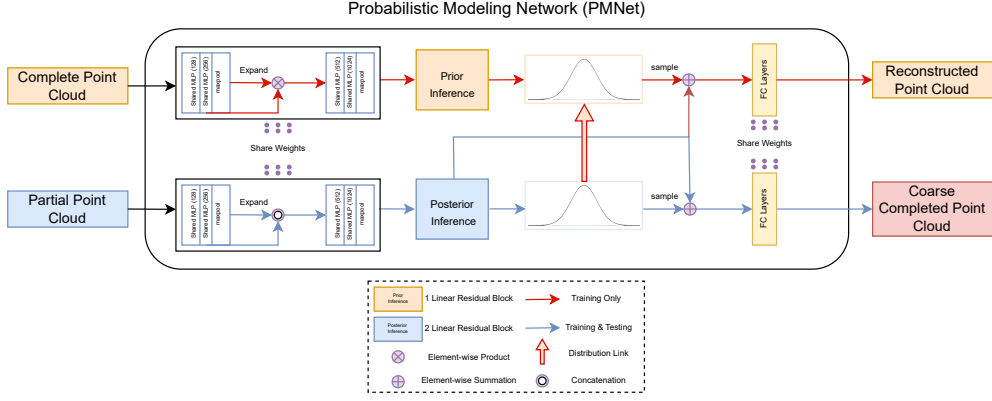 Probabilistic Modeling Network (PMNet)
Complete Point
Cloud
Shared MLP (128)
Shared MLP (256)
maxpool
Expand
Shared MLP (512)
Shared MLP (1024)
maxpool
Prior
Inference
sample
FC Layers
Reconstructed
Point Cloud
Share Weights
Share Weights
Partial Point
Cloud
Shared MLP (128)
Shared MLP (256)
maxpool
Expand
Shared MLP (512)
Shared MLP (1024)
maxpool
Posterior
Inference
sample
FC Layers
Coarse
Completed Point
Cloud
Prior
Inference
1 Linear Residual Block
Training Only
Posterior
Inference
2 Linear Residual Block
Training & Testing
Element-wise Product
Distribution Link
Element-wise Summation
Concatenation